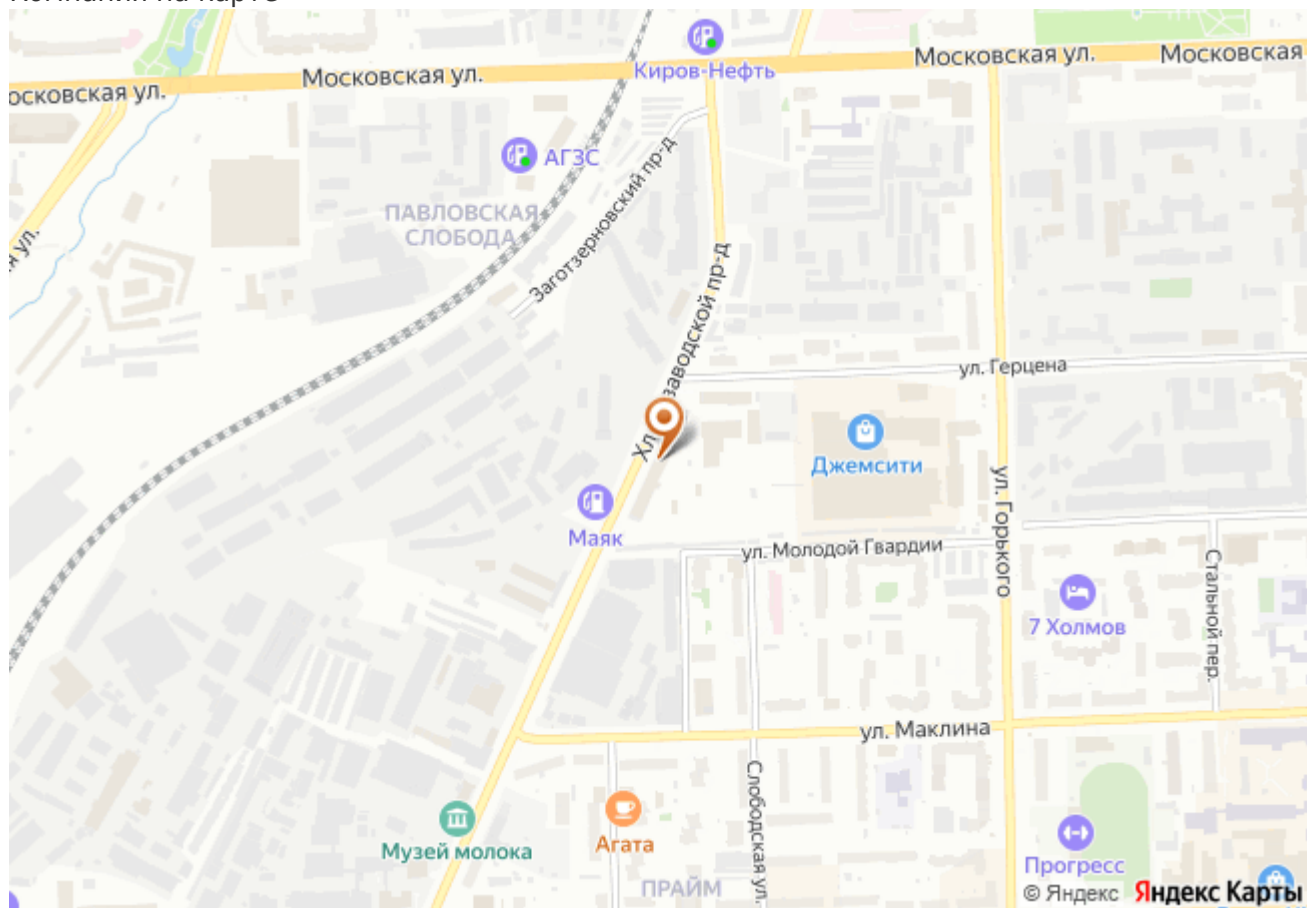 Московская ул.
Московская
Киров-Нефть
Московская ул.
осковская ул.
АГЗС
Заготзерновский пр-д
ПАВЛОВСКАЯ
СЛОБОДА
я ул.
заводской пр-д
Хл
ул. Герцена
Джемсити
ул. Горького
Маяк
ул. Молодой Гвардии
Стальной пер.
7 Холмов
ул. Маклина
Слободская ул.
Музей молока
Агата
Прогресс
ПРАЙМ
© Яндекс Яндекс Карты